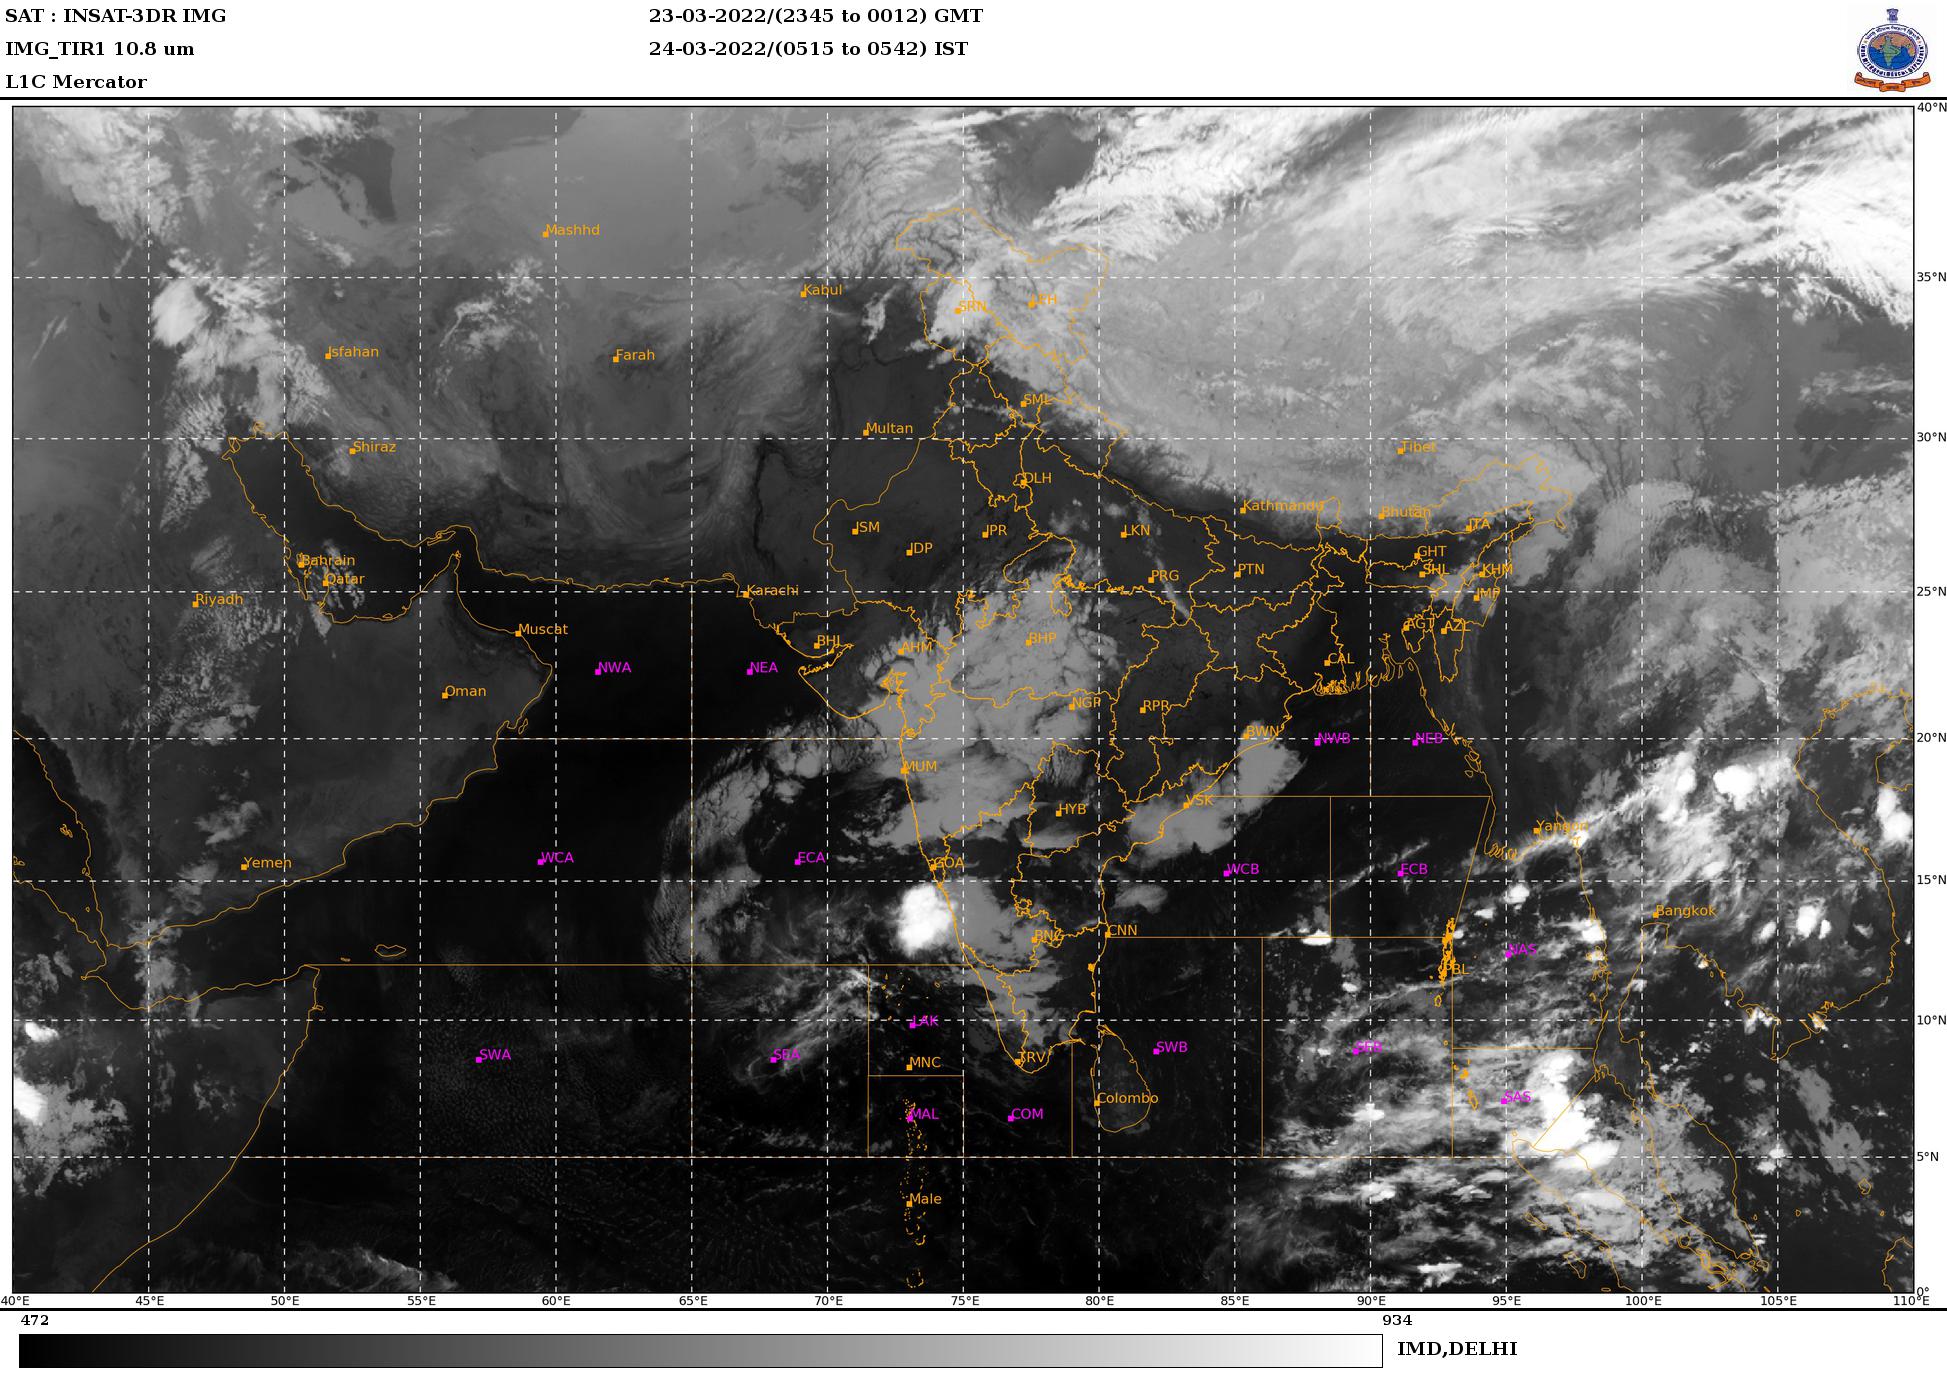 SAT : INSAT-3DR IMG
23-03-2022/(2345 to 0012) GMT
IMG_TIR1 10.8 um
24-03-2022/(0515 to 0542) IST
L1C Mercator
40°N
Mashhd
35°N
Kabul
SRN
LEH
Isfahan
Farah
SML
Multan
30°N
Shiraz
Tibet
DLH
Kathmandu
Bhutan
JSM
JPR
LKN
ITA
JDP
GHT
Bahrain
Qatar
PRG
PTN
SHL
KHM
25°N
Riyadh
Karachi
IMP
Muscat
AGT
AZL
BHJ
AHM
BHP
CAL
NWA
NEA
Oman
NGP
RPR
BWN
NWB
NEB
20°N
MUM
HYB
VSK
Yangon
Yemen
WCA
ECA
GOA
WCB
ECB
15°N
Bangkok
BNG
CNN
NAS
PBL
LAK
10°N
SWA
SEA
MNC
TRV
SWB
SEB
Colombo
SAS
MAL
COM
5°N
Male
0°
40°E
45°E
50°E
55°E
60°E
65°E
70°E
75°E
80°E
85°E
90°E
95°E
100°E
105°E
110°E
472
934
IMD,DELHI